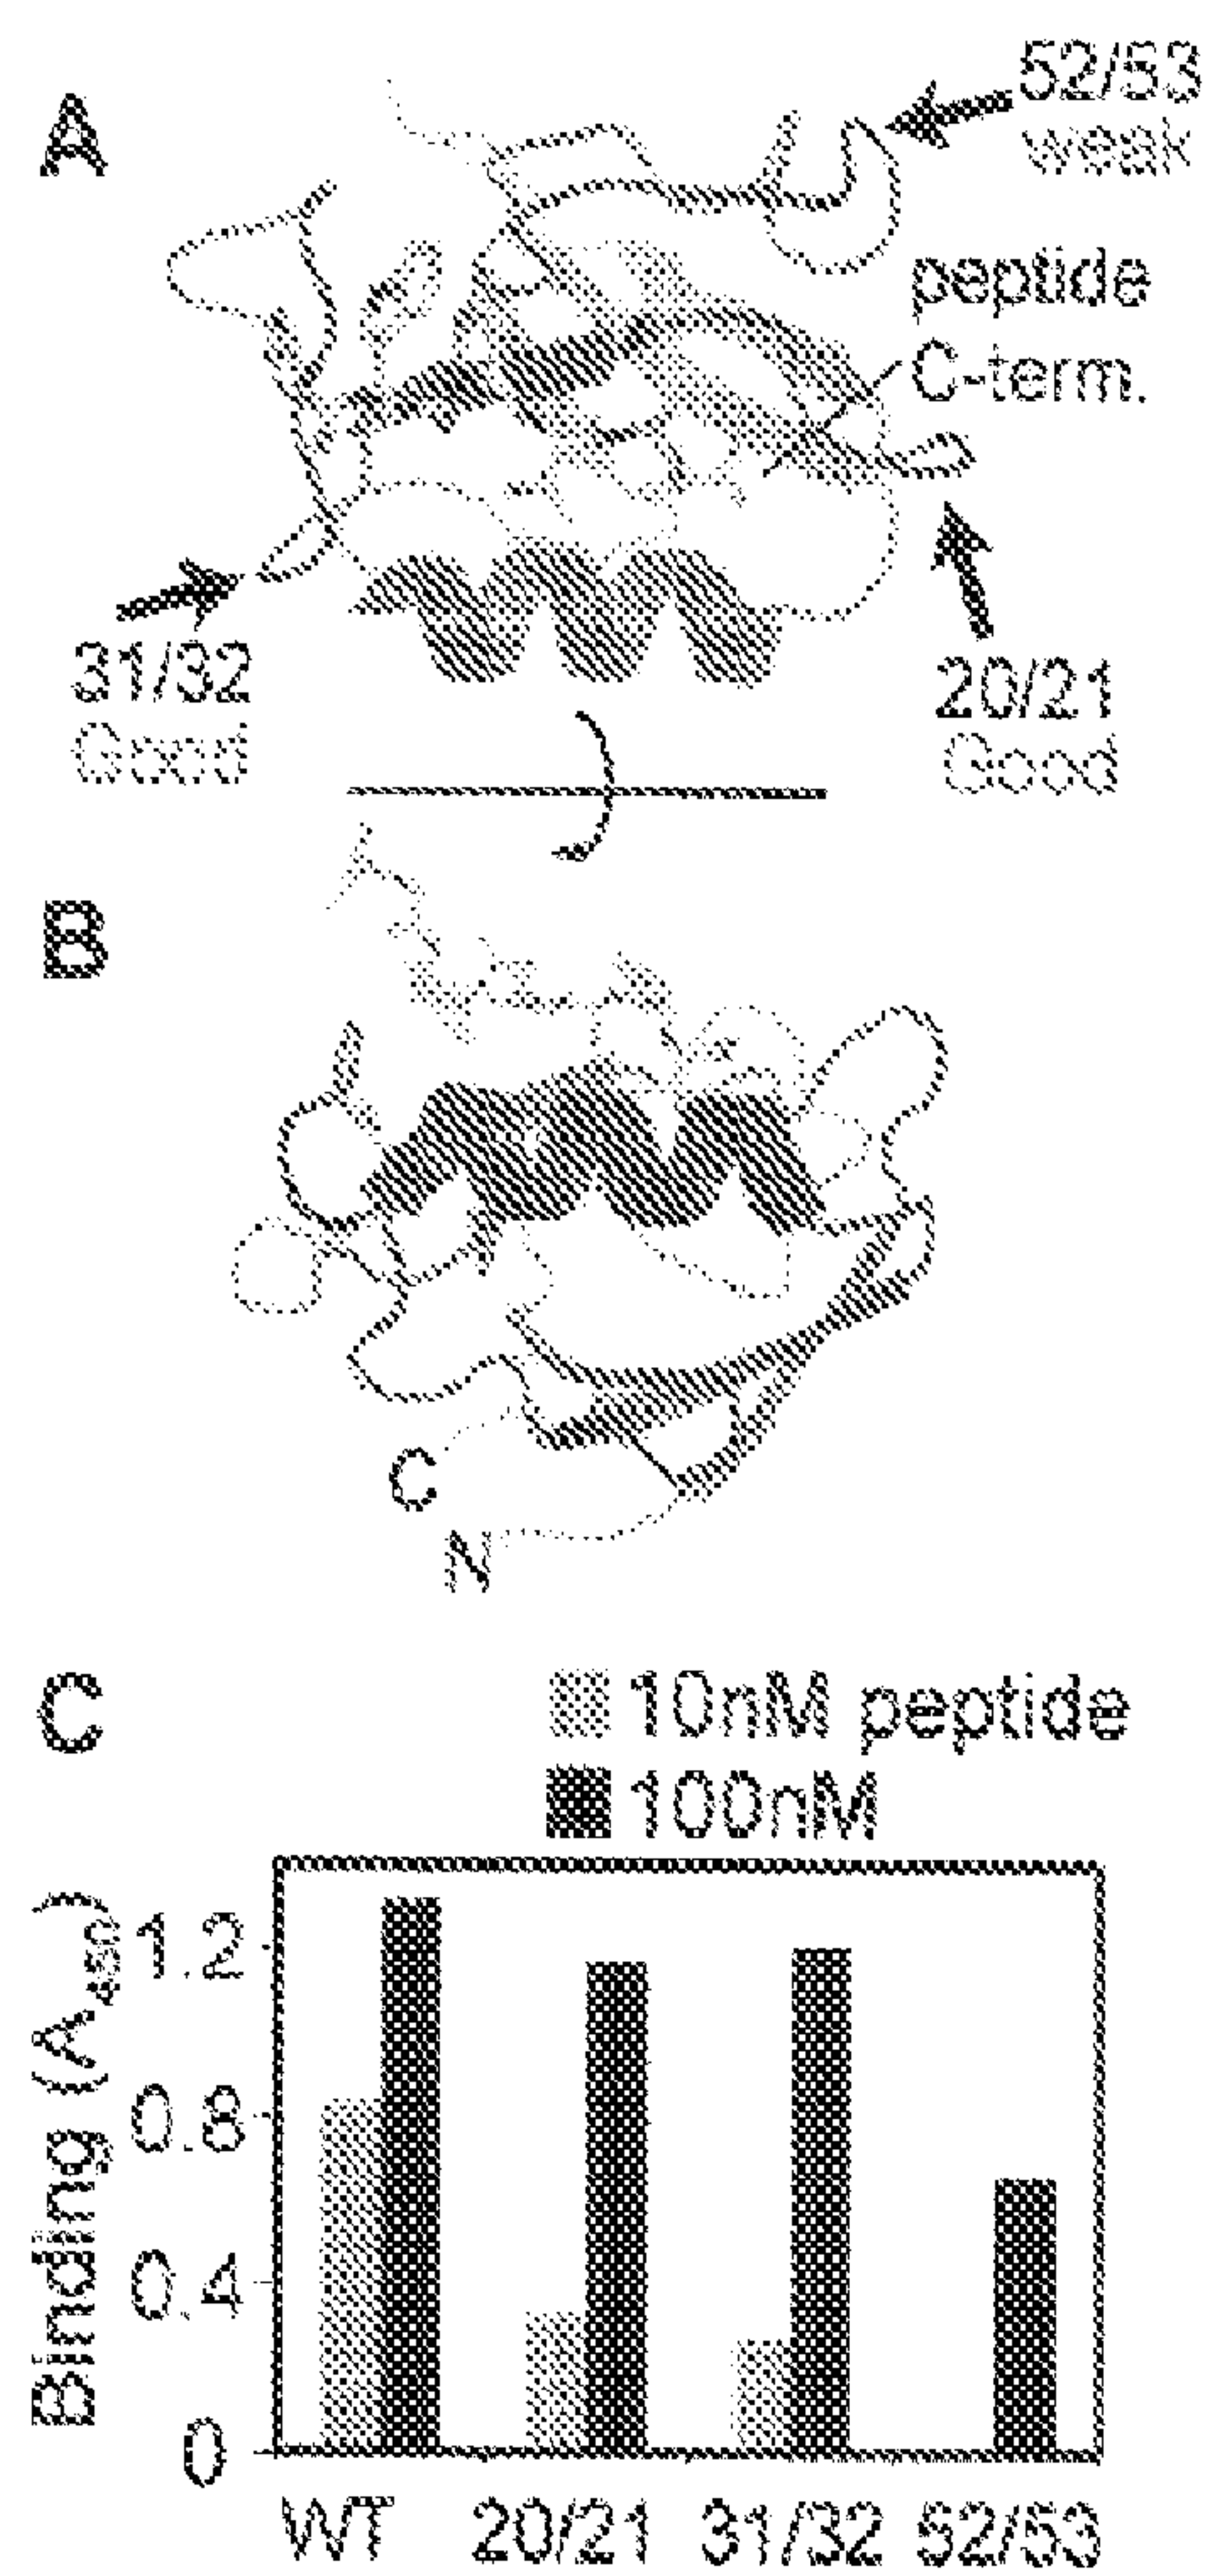 A
52/53
weak
peptide
C-term.
31/32
Good
20/21
Good
B
C
N
C
10nM peptide
100nM
Binding (A450)
1.2
0.8
0.4
0
WT 20/21 31/32 52/53